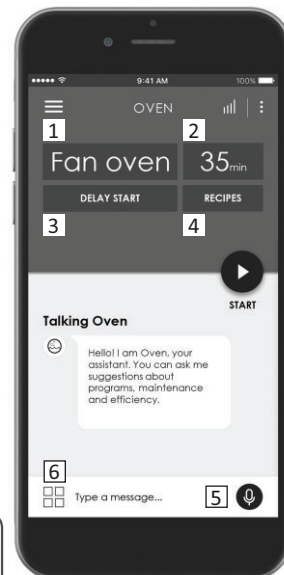 9:41 AM 100%
OVEN
1 2
Fan oven 35min
DELAY START RECIPES
3 4
START
Talking Oven
Hello! I am Oven, your
assistant. You can ask me
suggestions about
programs, maintenance
and efficiency.
6
Type a message... 5